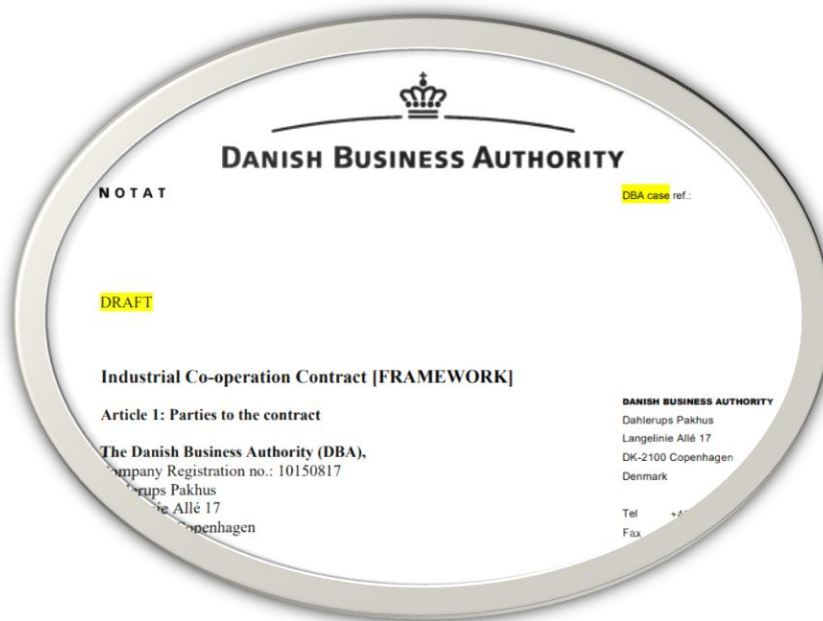 DANISH BUSINESS AUTHORITY
NOTAT
DBA case ref.:
DRAFT
Industrial Co-operation Contract [FRAMEWORK]
Article 1: Parties to the contract
The Danish Business Authority (DBA),
Registration no.: 10150817
Pakhus
Allé 17
DANISH BUSINESS AUTHORITY
Dahlerups Pakhus
Langelinie Allé 17
DK-2100 Copenhagen
Denmark
Tel
Fax